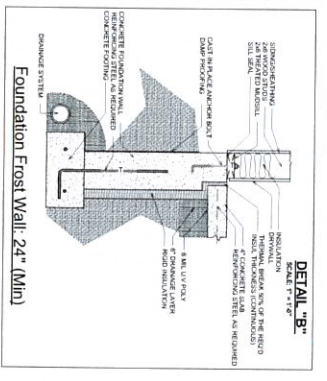 DETAIL "B"
SCALE: 1" = 1'-0"
SIDING/SHEATHING
2x6 WOOD STUDS
2x6 TREATED MUDSILL
SILL SEAL
CAST IN PLACE ANCHOR BOLT
DAMP PROOFING
CONCRETE FOUNDATION WALL
REINFORCING STEEL AS REQUIRED
CONCRETE FOOTING
DRAINAGE SYSTEM
INSULATION
DRYWALL
THERMAL BREAK 50% OF THE REQ'D
INSUL THICKNESS (CONTINUOUS)
4" CONCRETE SLAB
REINFORCING STEEL AS REQUIRED
6 MIL U V POLY
6" DRAINAGE LAYER
RIGID INSULATION
T
Foundation Frost Wall: 24" (Min)